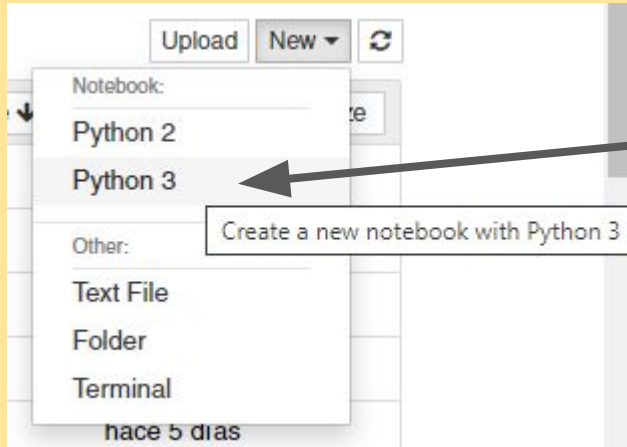 Upload New
Notebook:
Python 2
Python 3
Create a new notebook with Python 3
Other:
Text File
Folder
Terminal
hace 5 días